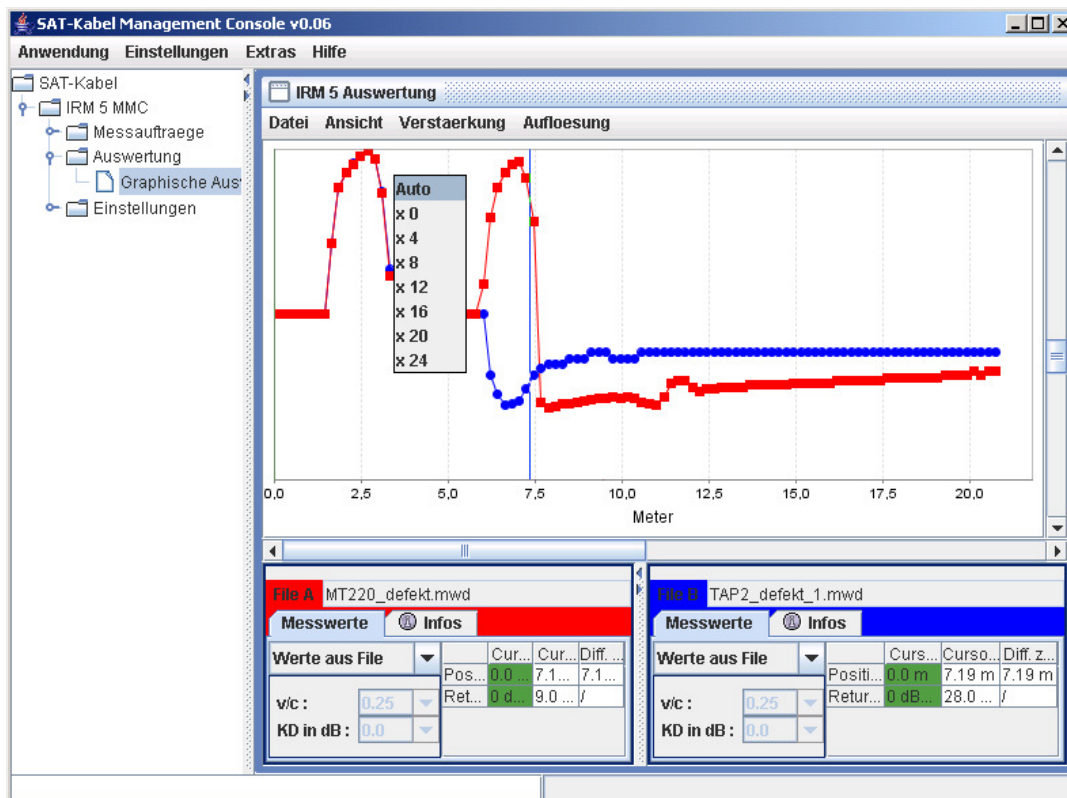 SAT-Kabel Management Console v0.06
Anwendung Einstellungen Extras Hilfe
SAT-Kabel
IRM 5 MMC
Messauftraege
Auswertung
Graphische Aus
Einstellungen
IRM 5 Auswertung
Datei Ansicht Verstaerkung Aufloesung
Auto
x 0
x 4
x 8
x 12
x 16
x 20
x 24
0,0 2,5 5,0 7,5 10,0 12,5 15,0 17,5 20,0
Meter
File A MT220_defekt.mwd
Messwerte Infos
Werte aus File
Cur... Cur... Diff. ...
Pos... 0.0 ... 7.1... 7.1...
Ret... 0 d... 9.0 ... /
v/c : 0.25
KD in dB : 0.0
File B TAP2_defekt_1.mwd
Messwerte Infos
Werte aus File
Curs... Curso... Diff. z...
Positi... 0.0 m 7.19 m 7.19 m
Retur... 0 dB... 28.0 ... /
v/c : 0.25
KD in dB : 0.0